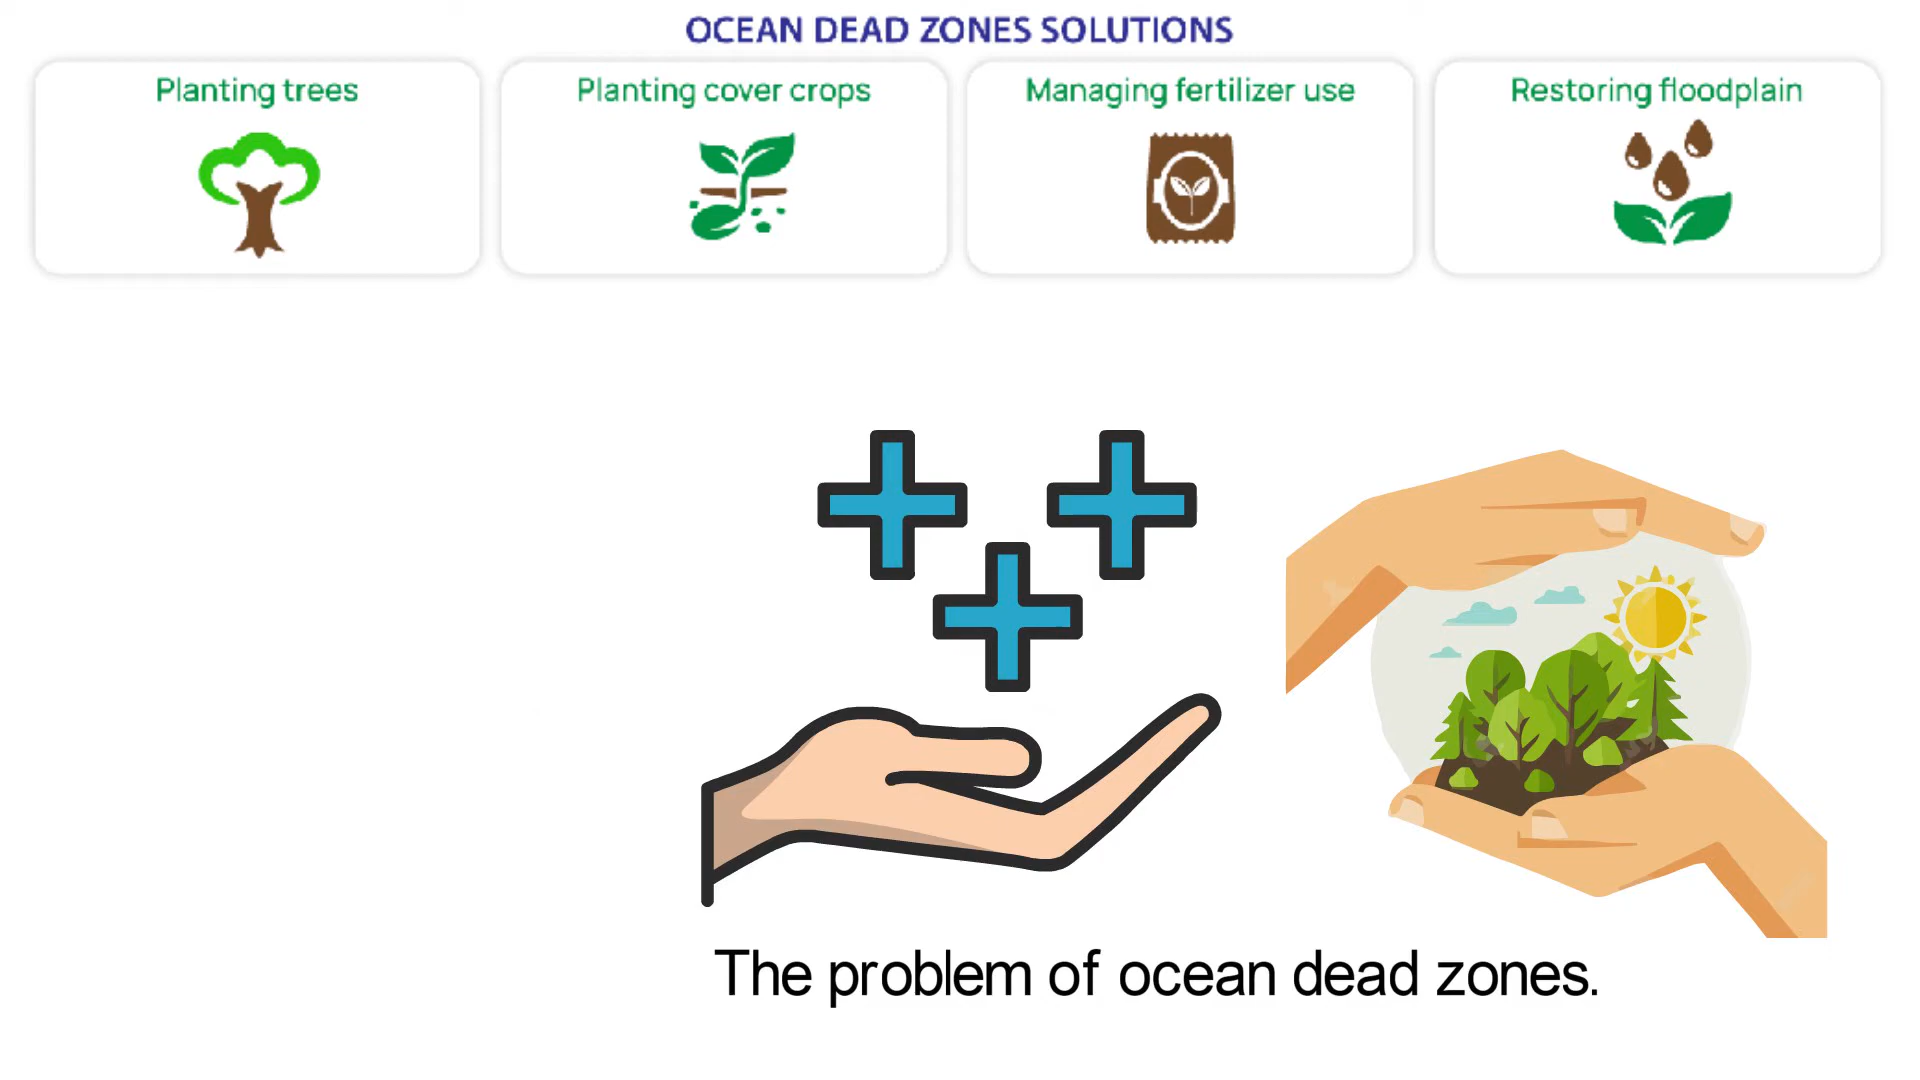 OCEAN DEAD ZONES SOLUTIONS
Planting trees
Planting cover crops
Managing fertilizer use
Restoring floodplain
The problem of ocean dead zones.